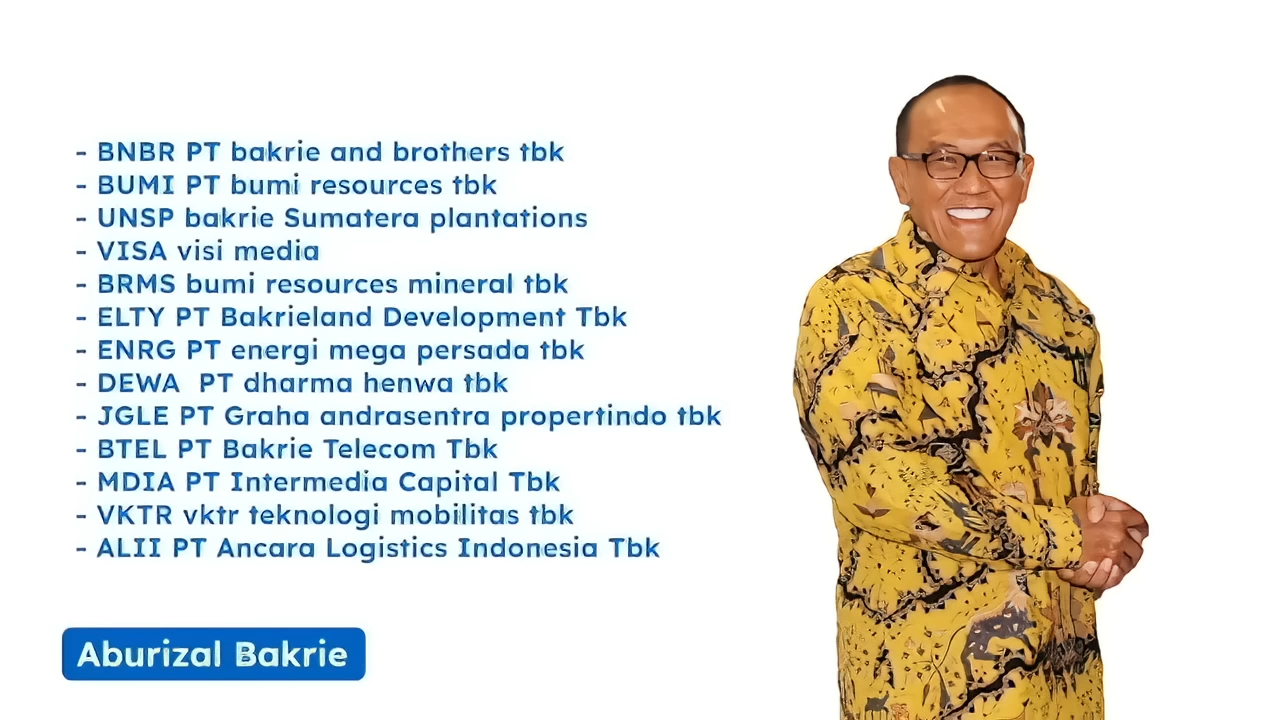 - BNBR PT bakrie and brothers tbk
- BUMI PT bumi resources tbk
- UNSP bakrie Sumatera plantations
- VISA visi media
- BRMS bumi resources mineral tbk
- ELTY PT Bakrieland Development Tbk
- ENRG PT energi mega persada tbk
- DEWA  PT dharma henwa tbk
- JGLE PT Graha andrasentra propertindo tbk
- BTEL PT Bakrie Telecom Tbk
- MDIA PT Intermedia Capital Tbk
- VKTR vktr teknologi mobilitas tbk
- ALII PT Ancara Logistics Indonesia Tbk
Aburizal Bakrie